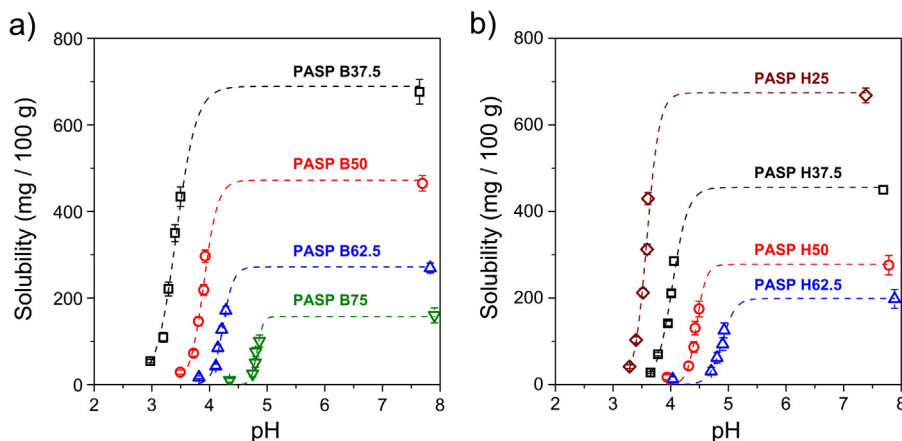 a)
800
600
400
200
0
Solubility (mg / 100 g)
PASP B37.5
PASP B50
PASP B62.5
PASP B75
2 3 4 5 6 7 8
pH
b)
800
600
400
200
0
Solubility (mg / 100 g)
PASP H25
PASP H37.5
PASP H50
PASP H62.5
2 3 4 5 6 7 8
pH